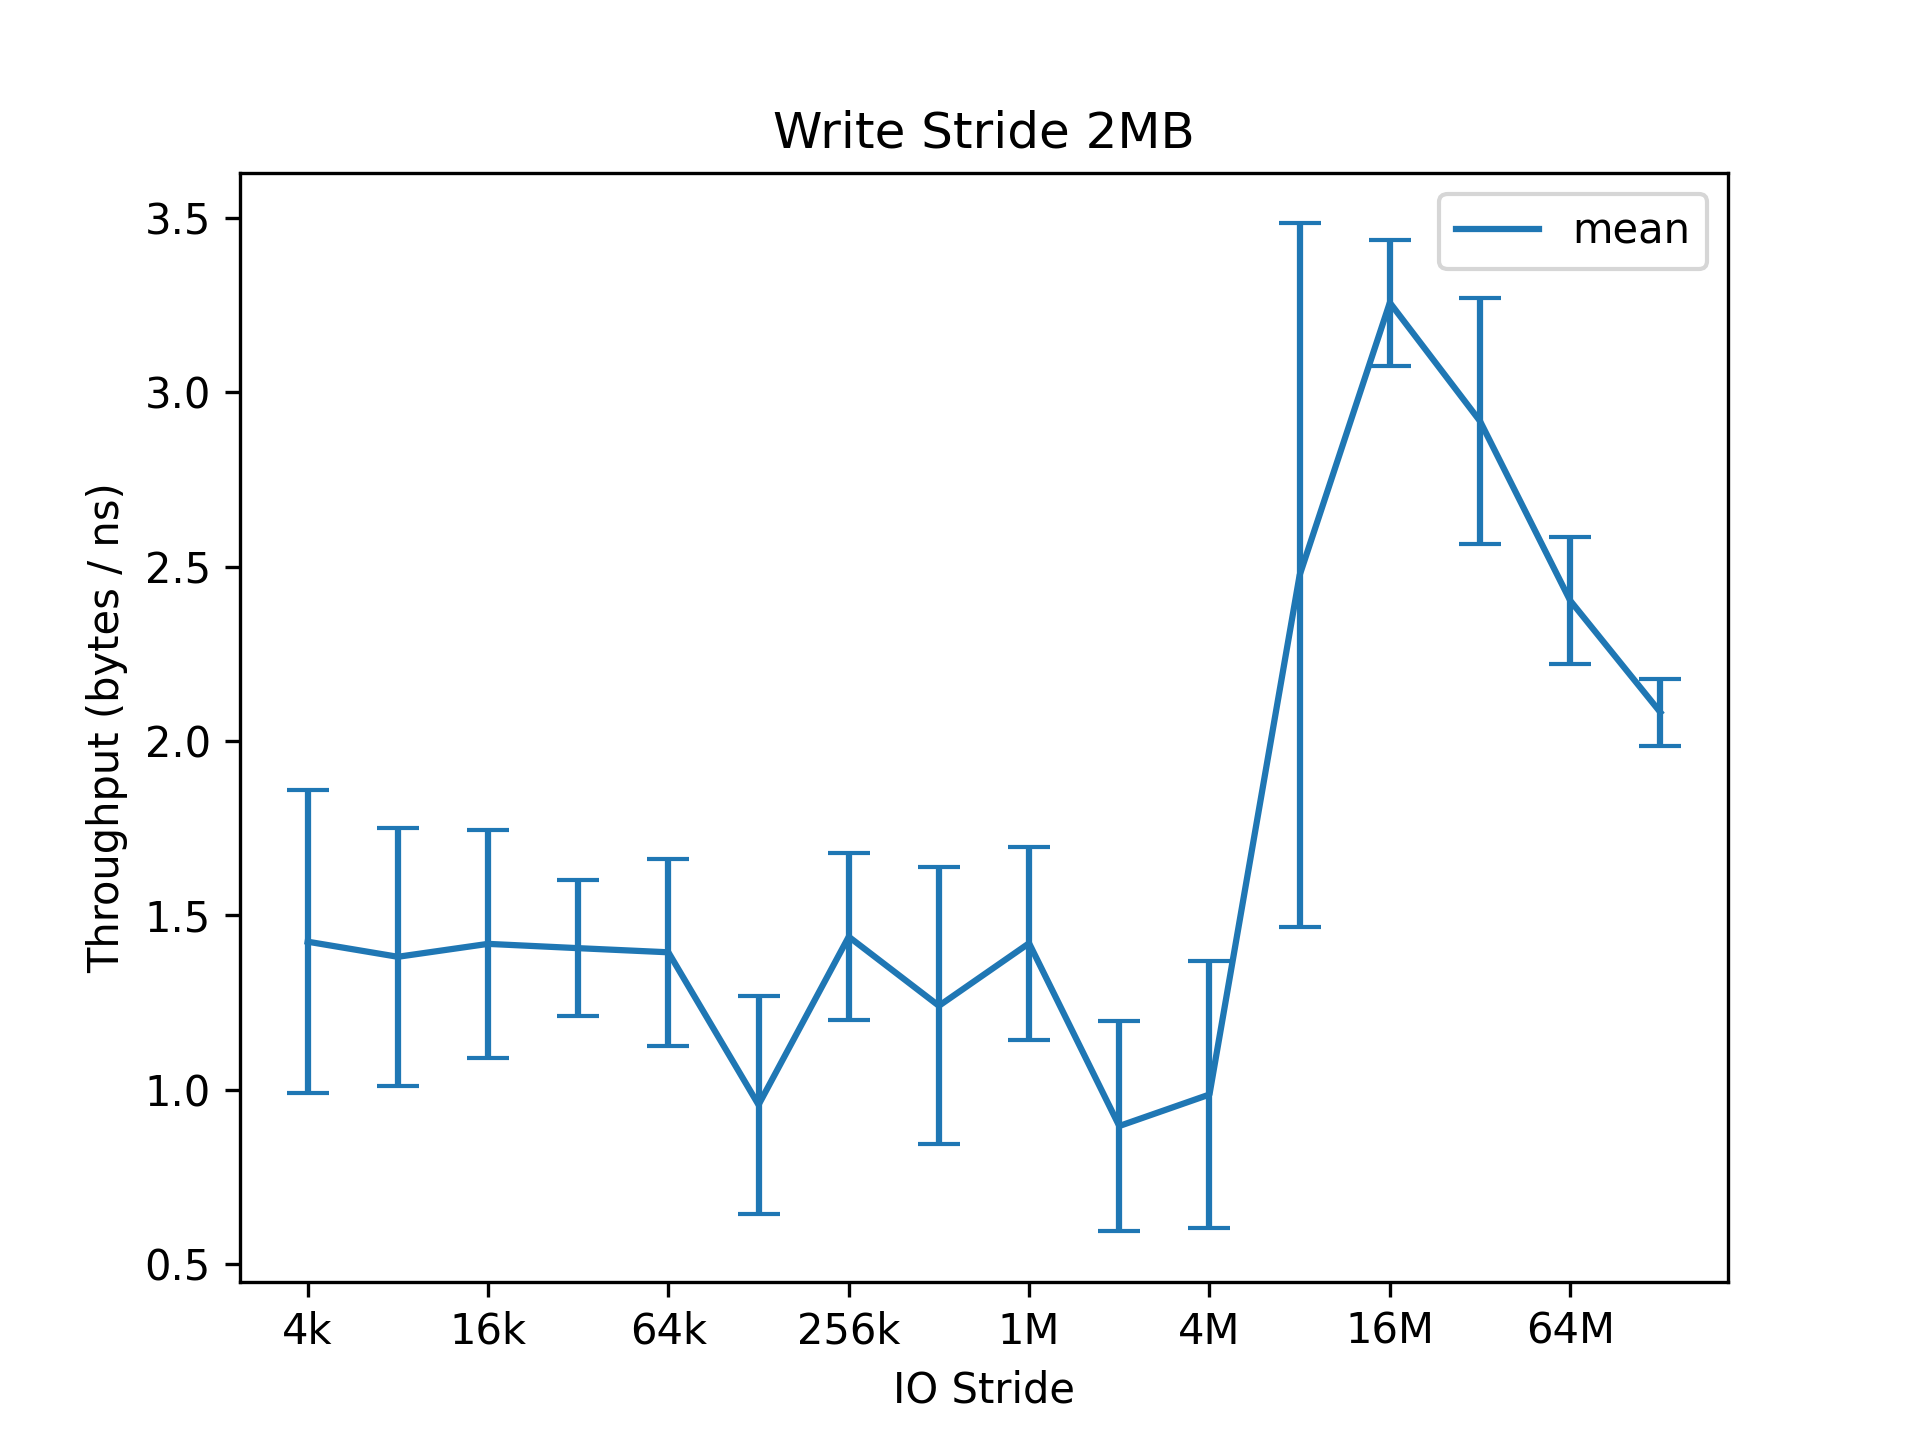 Write Stride 2MB
mean
3.5
3.0
2.5
2.0
1.5
1.0
0.5
Throughput (bytes / ns)
4k 16k 64k 256k 1M 4M 16M 64M
IO Stride